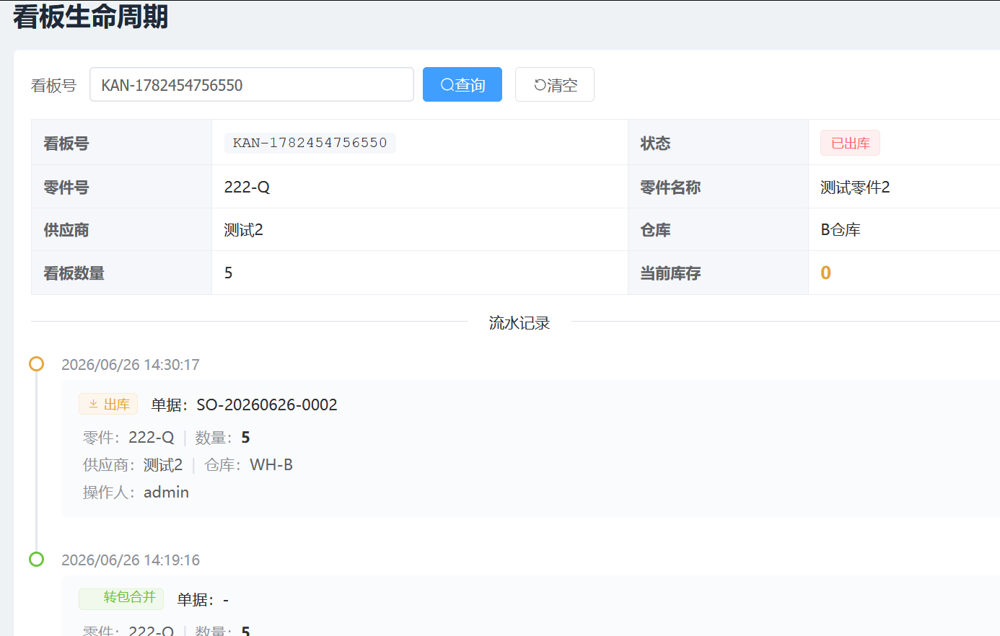 看板生命周期
看板号 KAN-1782454756550 查询 清空
看板号 KAN-1782454756550 状态 已出库
零件号 222-Q 零件名称 测试零件2
供应商 测试2 仓库 B仓库
看板数量 5 当前库存 0
流水记录
2026/06/26 14:30:17
出库 单据：SO-20260626-0002
零件：222-Q | 数量：5
供应商：测试2 | 仓库：WH-B
操作人：admin
2026/06/26 14:19:16
转包合并 单据：-
零件：222-Q | 数量：5